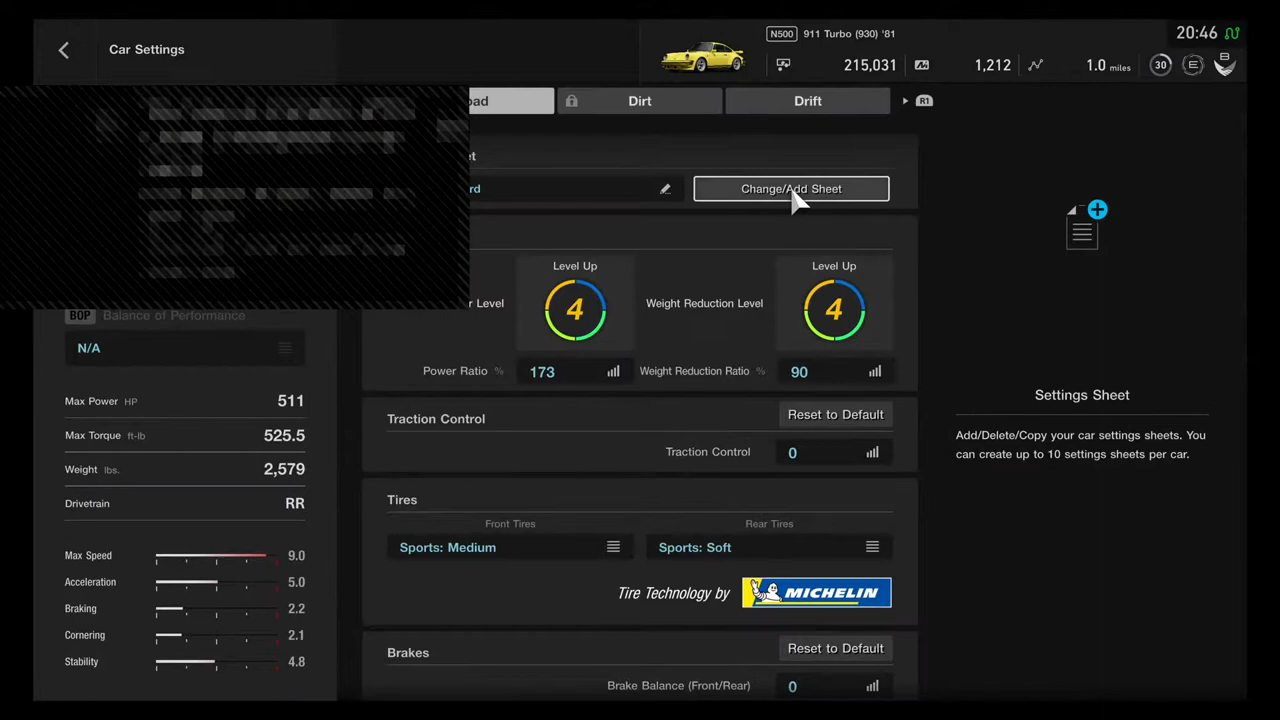 Car Settings
N500 911 Turbo (930) '81
20:46
215,031 1,212 1.0 miles 30 E B
Dirt Drift R1
Change/Add Sheet
Level Up Level Up
4 Weight Reduction Level 4
Level
Power Ratio % 173 Weight Reduction Ratio % 90
BOP Balance of Performance
N/A
Max Power HP 511
Max Torque ft-lb 525.5
Weight lbs. 2,579
Drivetrain RR
Max Speed 9.0
Acceleration 5.0
Braking 2.2
Cornering 2.1
Stability 4.8
Traction Control Reset to Default
Traction Control 0
Tires
Front Tires Rear Tires
Sports: Medium Sports: Soft
Tire Technology by MICHELIN
Brakes Reset to Default
Brake Balance (Front/Rear) 0
Settings Sheet
Add/Delete/Copy your car settings sheets. You
can create up to 10 settings sheets per car.